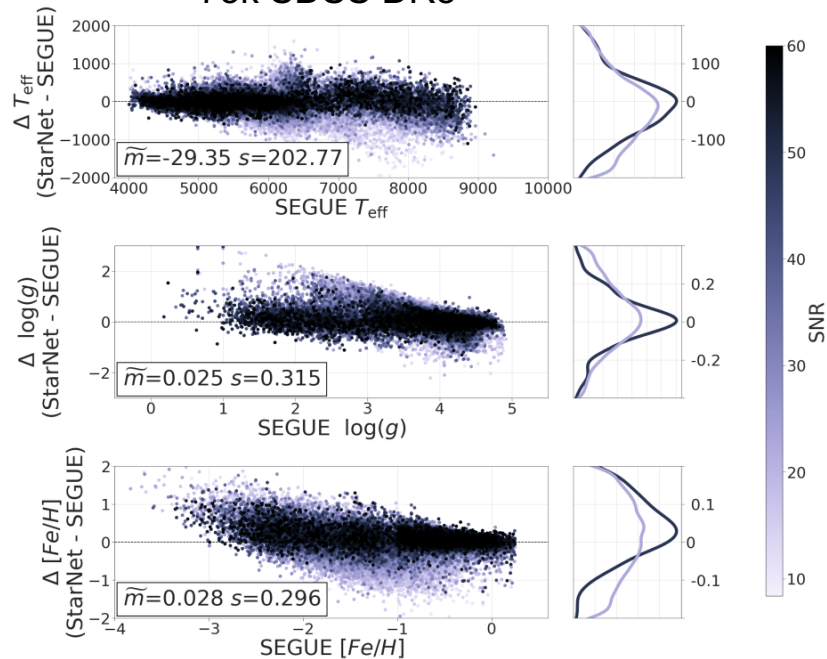 2000
1000
0
-1000
-2000
Δ T_eff
(StarNet - SEGUE)
m̃=-29.35 s=202.77
4000 5000 6000 7000 8000 9000 10000
SEGUE T_eff
100
0
-100
2
0
−2
Δ log(g)
(StarNet - SEGUE)
m̃=0.025 s=0.315
0 1 2 3 4 5
SEGUE log(g)
0.2
0
-0.2
2
1
0
−1
−2
Δ [Fe/H]
(StarNet - SEGUE)
m̃=0.028 s=0.296
−4 −3 −2 −1 0
SEGUE [Fe/H]
0.1
0
-0.1
60
50
40
30
20
10
SNR